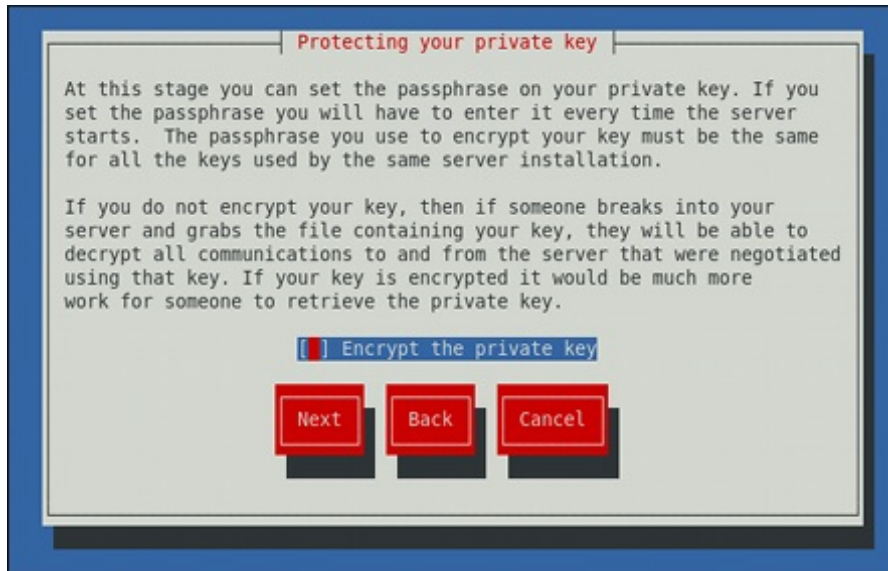 Protecting your private key
At this stage you can set the passphrase on your private key. If you
set the passphrase you will have to enter it every time the server
starts.  The passphrase you use to encrypt your key must be the same
for all the keys used by the same server installation.
If you do not encrypt your key, then if someone breaks into your
server and grabs the file containing your key, they will be able to
decrypt all communications to and from the server that were negotiated
using that key. If your key is encrypted it would be much more
work for someone to retrieve the private key.
[ ] Encrypt the private key
Next Back Cancel